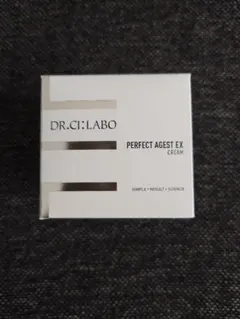 DR.CI:LABO
PERFECT AGEST EX
CREAM